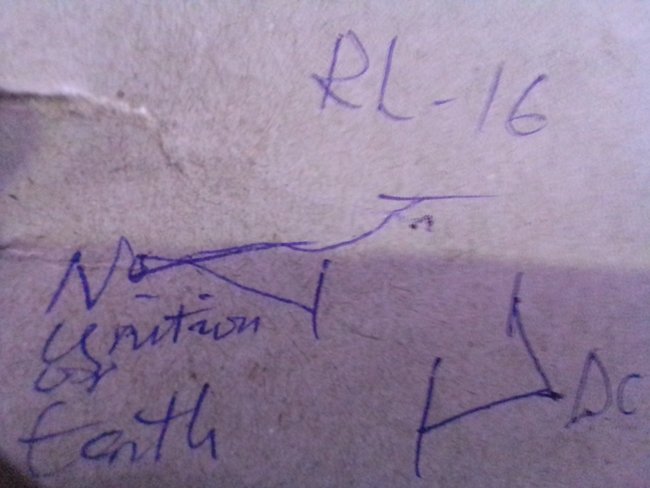 RL-16
No
ignition
or
Earth
DC